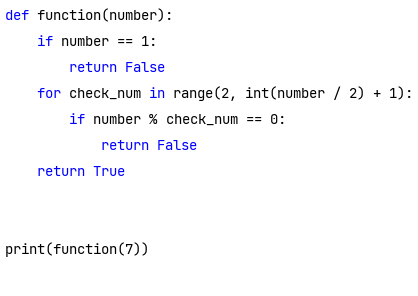 def function(number):
    if number == 1:
        return False
    for check_num in range(2, int(number / 2) + 1):
        if number % check_num == 0:
            return False
    return True
print(function(7))